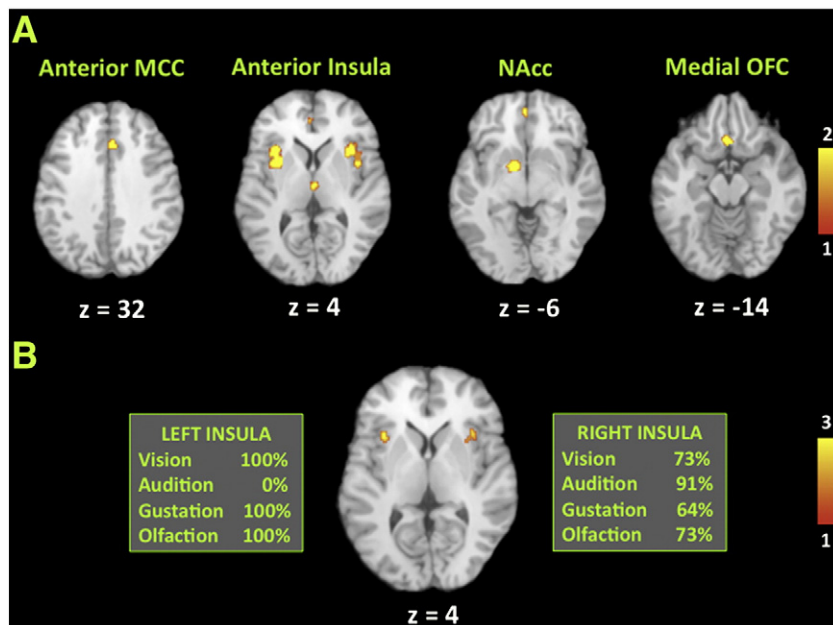 A
Anterior MCC Anterior Insula NAcc Medial OFC
2
1
z = 32 z = 4 z = -6 z = -14
B
LEFT INSULA
Vision 100%
Audition 0%
Gustation 100%
Olfaction 100%
RIGHT INSULA
Vision 73%
Audition 91%
Gustation 64%
Olfaction 73%
3
1
z = 4